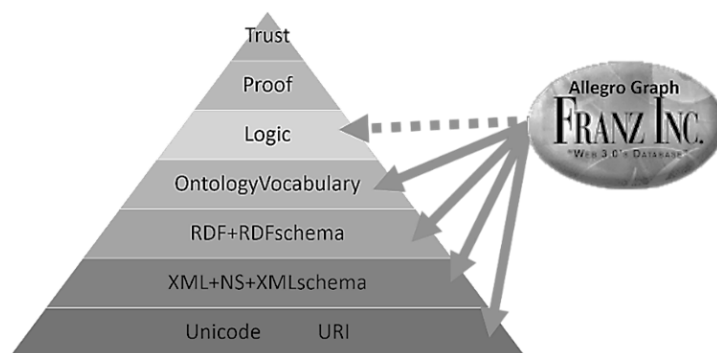 Trust
Proof
Logic
OntologyVocabulary
RDF+RDFschema
XML+NS+XMLschema
Unicode URI
Allegro Graph
FRANZ INC.
"WEB 3.0'S DATABASE"